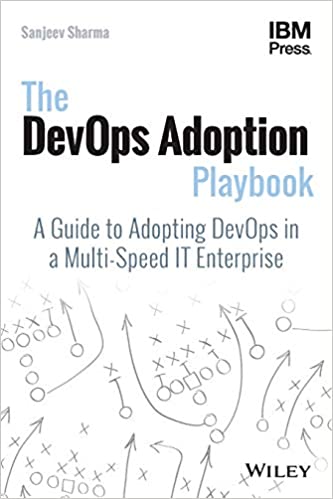 Sanjeev Sharma
IBM
Press
The
DevOps Adoption
Playbook
A Guide to Adopting DevOps in
a Multi-Speed IT Enterprise
WILEY